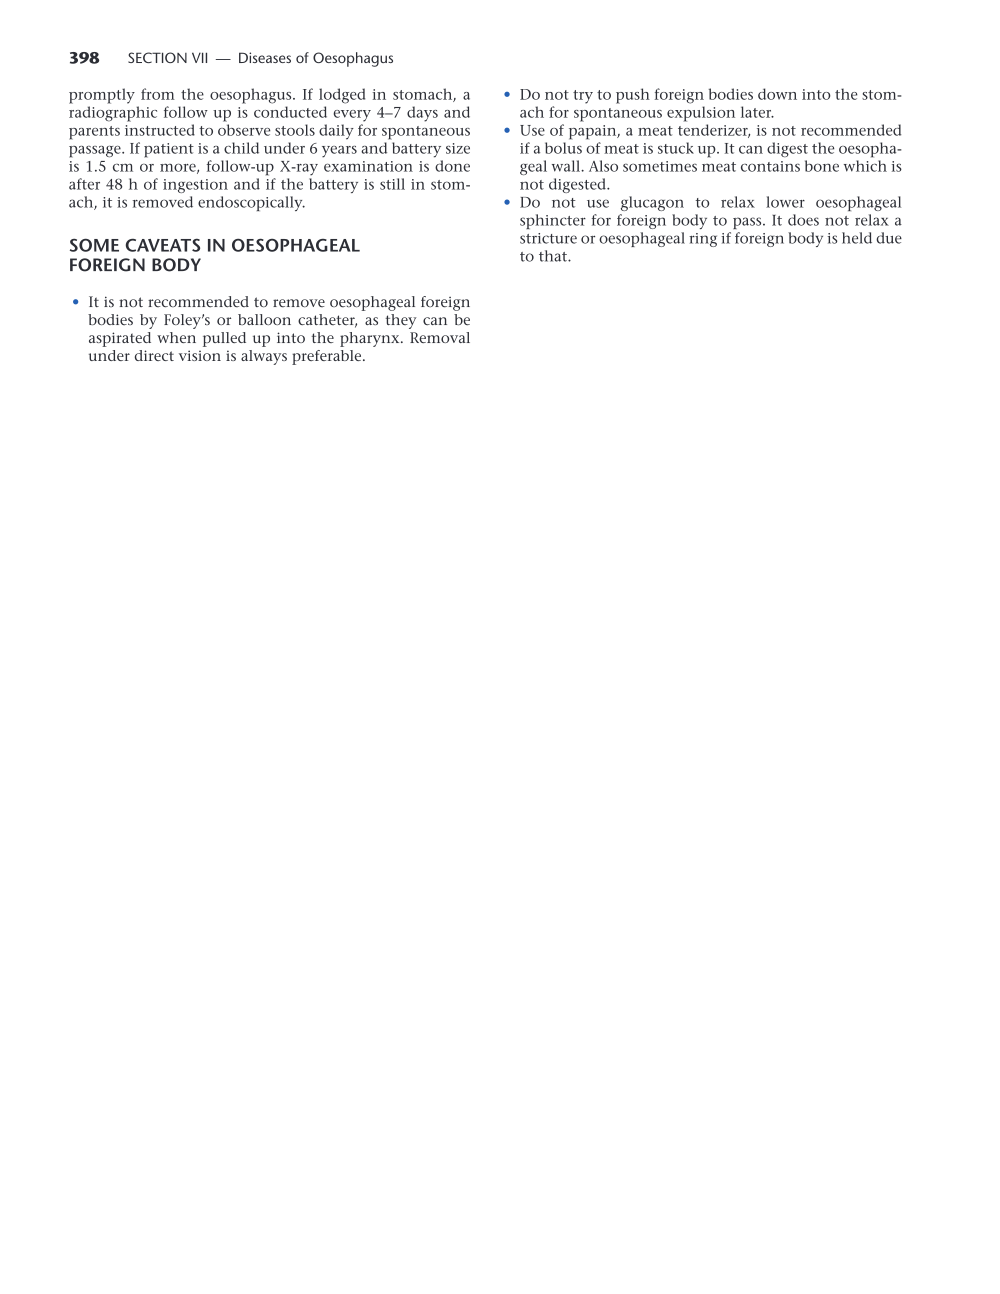 398 SECTION VII — Diseases of Oesophagus
promptly from the oesophagus. If lodged in stomach, a
radiographic follow up is conducted every 4–7 days and
parents instructed to observe stools daily for spontaneous
passage. If patient is a child under 6 years and battery size
is 1.5 cm or more, follow-up X-ray examination is done
after 48 h of ingestion and if the battery is still in stom-
ach, it is removed endoscopically.
SOME CAVEATS IN OESOPHAGEAL
FOREIGN BODY
• It is not recommended to remove oesophageal foreign
bodies by Foley’s or balloon catheter, as they can be
aspirated when pulled up into the pharynx. Removal
under direct vision is always preferable.
• Do not try to push foreign bodies down into the stom-
ach for spontaneous expulsion later.
• Use of papain, a meat tenderizer, is not recommended
if a bolus of meat is stuck up. It can digest the oesopha-
geal wall. Also sometimes meat contains bone which is
not digested.
• Do not use glucagon to relax lower oesophageal
sphincter for foreign body to pass. It does not relax a
stricture or oesophageal ring if foreign body is held due
to that.